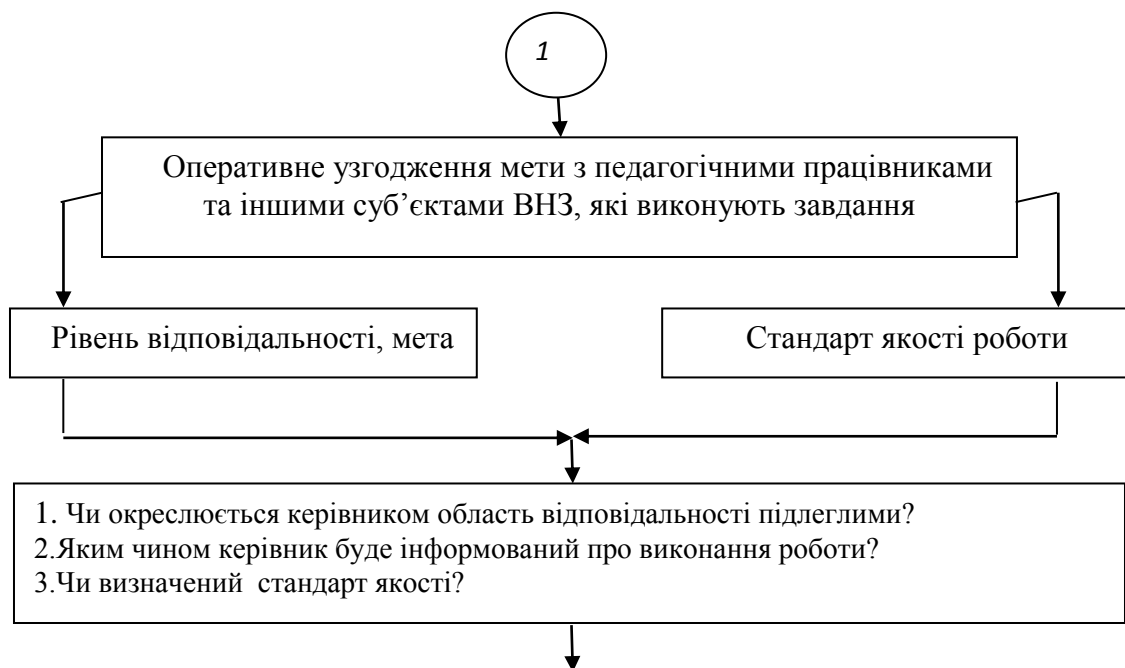 1
Оперативне узгодження мети з педагогічними працівниками
та іншими суб’єктами ВНЗ, які виконують завдання
Рівень відповідальності, мета
Стандарт якості роботи
1. Чи окреслюється керівником область відповідальності підлеглими?
2.Яким чином керівник буде інформований про виконання роботи?
3.Чи визначений стандарт якості?